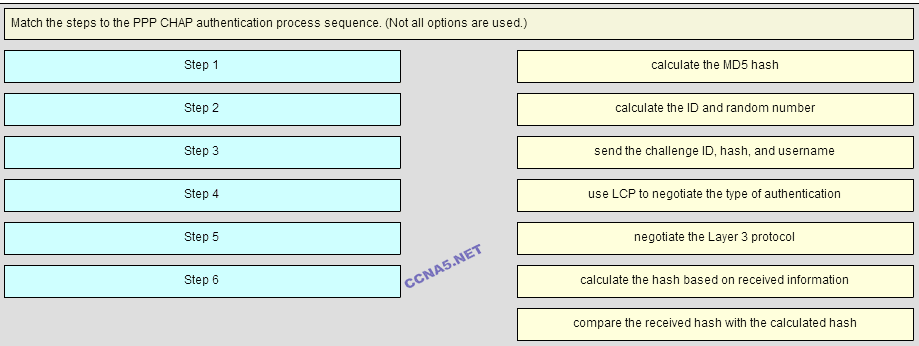 Match the steps to the PPP CHAP authentication process sequence. (Not all options are used.)
Step 1
calculate the MD5 hash
Step 2
calculate the ID and random number
Step 3
send the challenge ID, hash, and username
Step 4
use LCP to negotiate the type of authentication
Step 5
negotiate the Layer 3 protocol
Step 6
calculate the hash based on received information
compare the received hash with the calculated hash
CCNA5.NET